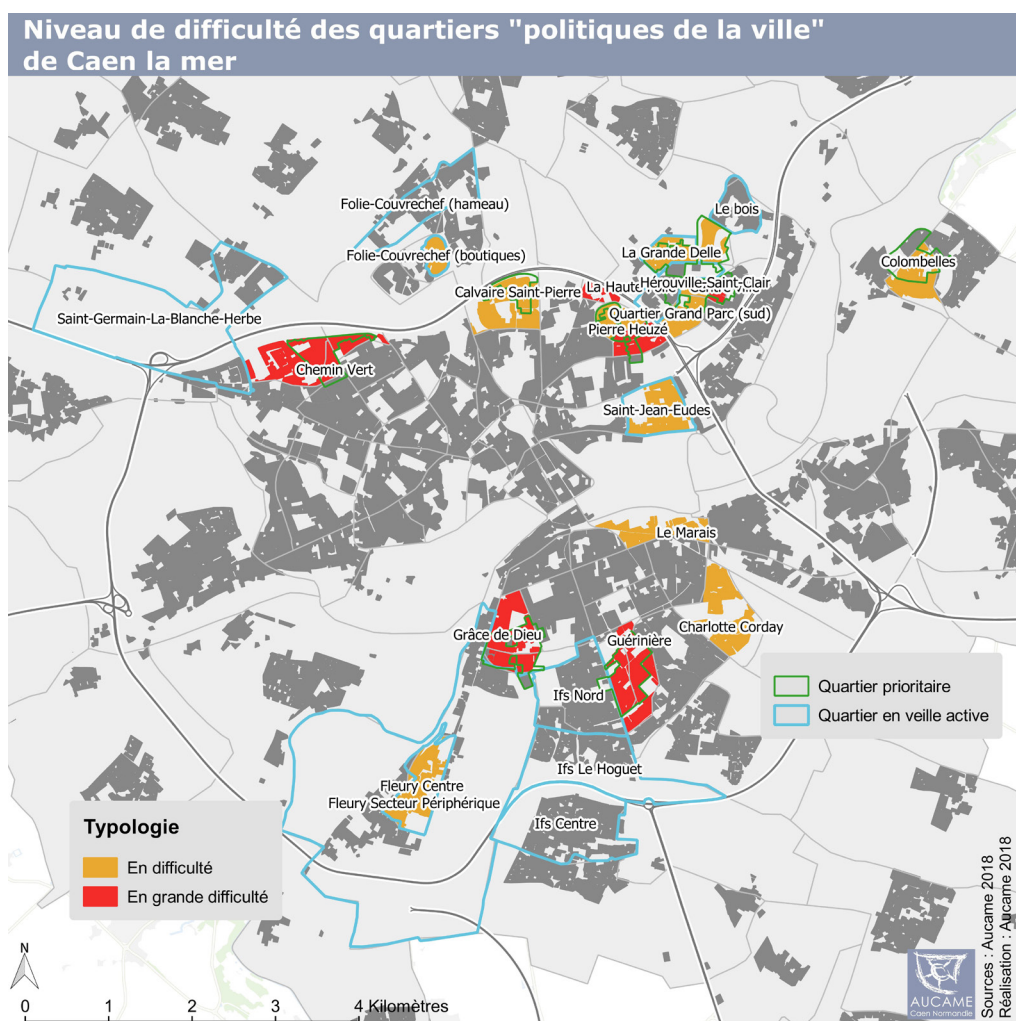 Niveau de difficulté des quartiers "politiques de la ville"
de Caen la mer
Folie-Couvrechef (hameau)
Le bois
Folie-Couvrechef (boutiques)
La Grande Delle
Colombelles
Calvaire Saint-Pierre
La Haute
Hérouville-Saint-Clair
Saint-Germain-La-Blanche-Herbe
Quartier Grand Parc (sud)
Pierre Heuzé
Chemin Vert
Saint-Jean-Eudes
Le Marais
Charlotte Corday
Grâce de Dieu
Guérinière
Quartier prioritaire
Quartier en veille active
Ifs Nord
Ifs Le Hoguet
Fleury Centre
Fleury Secteur Périphérique
Ifs Centre
Typologie
En difficulté
En grande difficulté
N
0 1 2 3 4 Kilomètres
AUCAME
Caen Normandie
Sources : Aucame 2018
Réalisation : Aucame 2018